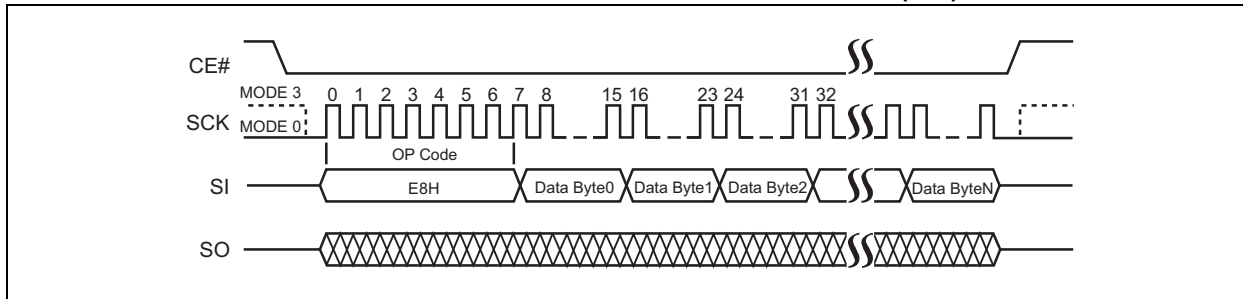 CE#
MODE 3 0 1 2 3 4 5 6 7 8 15 16 23 24 31 32
SCK
MODE 0
OP Code
SI E8H Data Byte0 Data Byte1 Data Byte2 Data ByteN
SO